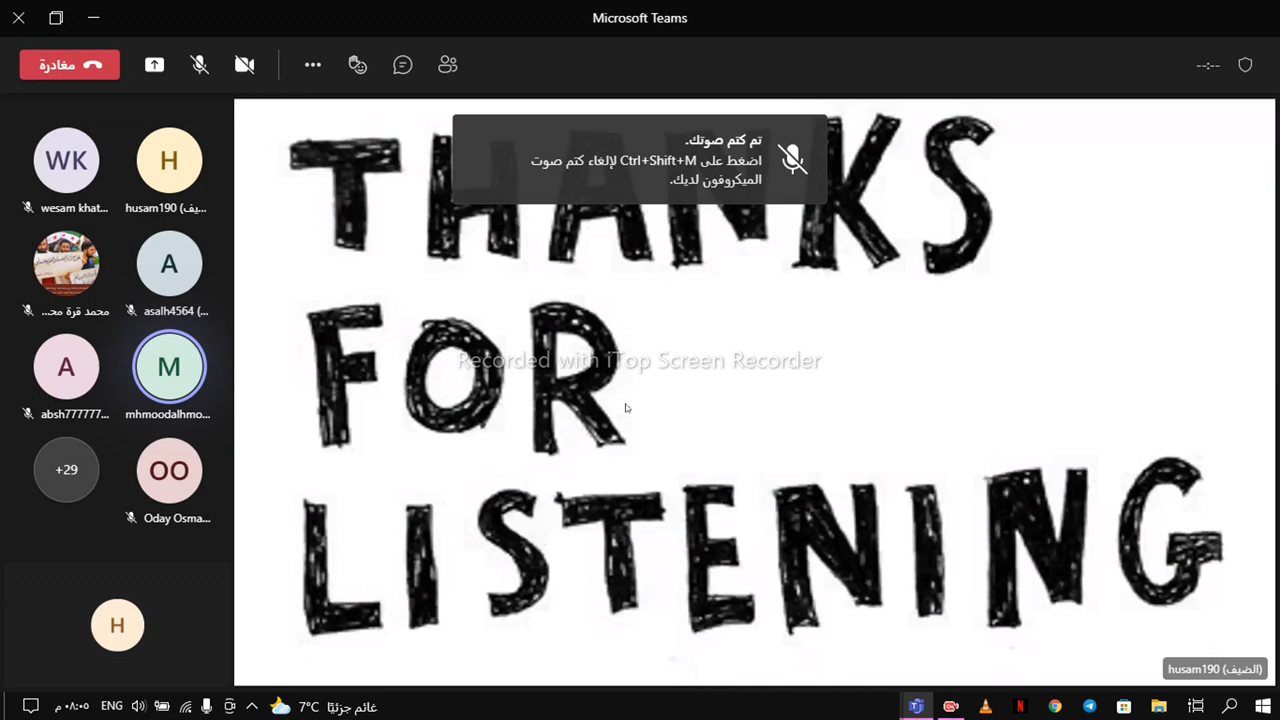 Microsoft Teams
مغادرة
--:--
WK
H
wesam khat...
husam190 (ضيف)...
A
محمد قرة محـ...
asalh4564 (...
A
M
absh777777...
mhmoodalhmo...
+29
OO
Oday Osma...
H
تم كتم صوتك.
اضغط على Ctrl+Shift+M لإلغاء كتم صوت
الميكروفون لديك.
THANKS
FOR
Recorded with iTop Screen Recorder
LISTENING
husam190 (الضيف)
٠٨:٠٥ م
ENG
7°C
غائم جزئيًا